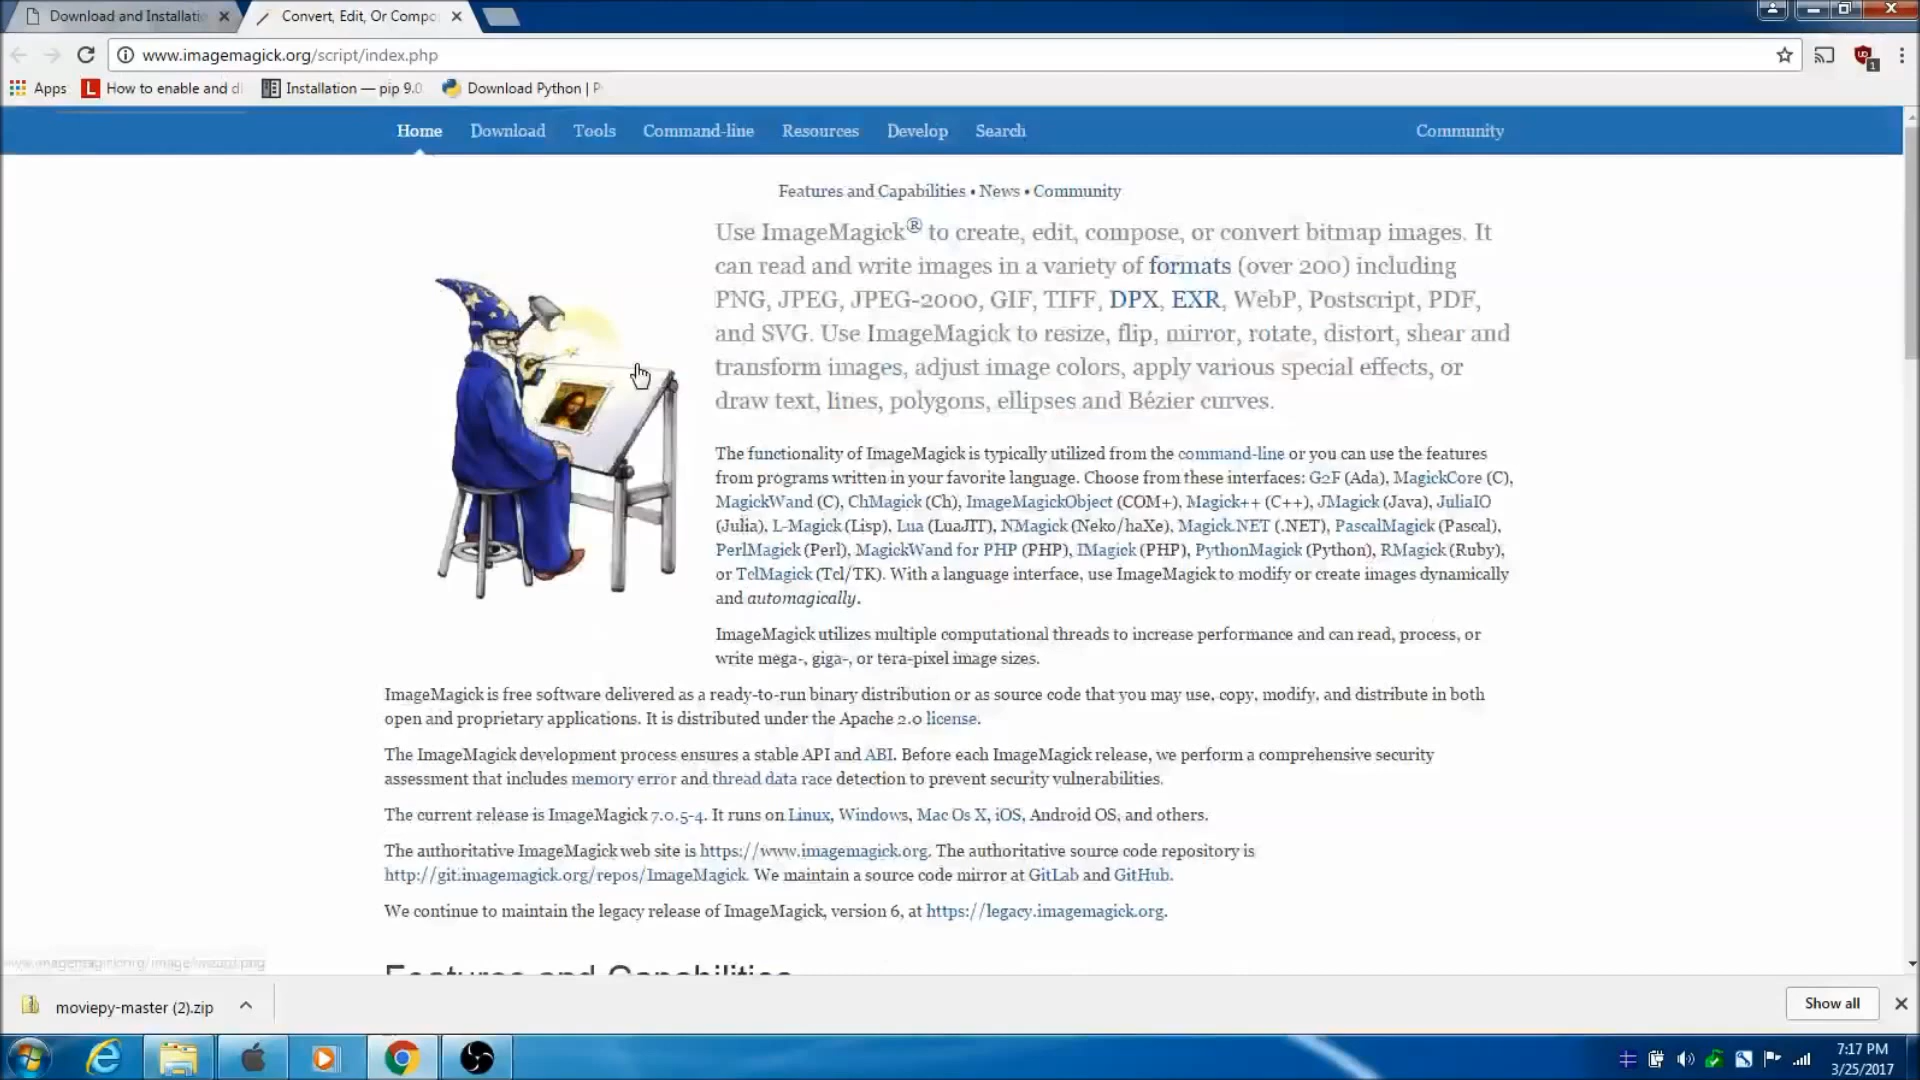 Download and Installati
Convert, Edit, Or Compo
www.imagemagick.org/script/index.php
Apps
How to enable and di
Installation — pip 9.0
Download Python | P
Home
Download
Tools
Command-line
Resources
Develop
Search
Community
Features and Capabilities • News • Community
Use ImageMagick® to create, edit, compose, or convert bitmap images. It
can read and write images in a variety of formats (over 200) including
PNG, JPEG, JPEG-2000, GIF, TIFF, DPX, EXR, WebP, Postscript, PDF,
and SVG. Use ImageMagick to resize, flip, mirror, rotate, distort, shear and
transform images, adjust image colors, apply various special effects, or
draw text, lines, polygons, ellipses and Bézier curves.
The functionality of ImageMagick is typically utilized from the command-line or you can use the features
from programs written in your favorite language. Choose from these interfaces: G2F (Ada), MagickCore (C),
MagickWand (C), ChMagick (Ch), ImageMagickObject (COM+), Magick++ (C++), JMagick (Java), JuliaIO
(Julia), L-Magick (Lisp), Lua (LuaJIT), NMagick (Neko/haXe), Magick.NET (.NET), PascalMagick (Pascal),
PerlMagick (Perl), MagickWand for PHP (PHP), IMagick (PHP), PythonMagick (Python), RMagick (Ruby),
or TclMagick (Tcl/TK). With a language interface, use ImageMagick to modify or create images dynamically
and automagically.
ImageMagick utilizes multiple computational threads to increase performance and can read, process, or
write mega-, giga-, or tera-pixel image sizes.
ImageMagick is free software delivered as a ready-to-run binary distribution or as source code that you may use, copy, modify, and distribute in both
open and proprietary applications. It is distributed under the Apache 2.0 license.
The ImageMagick development process ensures a stable API and ABI. Before each ImageMagick release, we perform a comprehensive security
assessment that includes memory error and thread data race detection to prevent security vulnerabilities.
The current release is ImageMagick 7.0.5-4. It runs on Linux, Windows, Mac Os X, iOS, Android OS, and others.
The authoritative ImageMagick web site is https://www.imagemagick.org. The authoritative source code repository is
http://git.imagemagick.org/repos/ImageMagick. We maintain a source code mirror at GitLab and GitHub.
We continue to maintain the legacy release of ImageMagick, version 6, at https://legacy.imagemagick.org.
Features and Capabilities
www.imagemagick.org/image/wizard.png
moviepy-master (2).zip
Show all
7:17 PM
3/25/2017